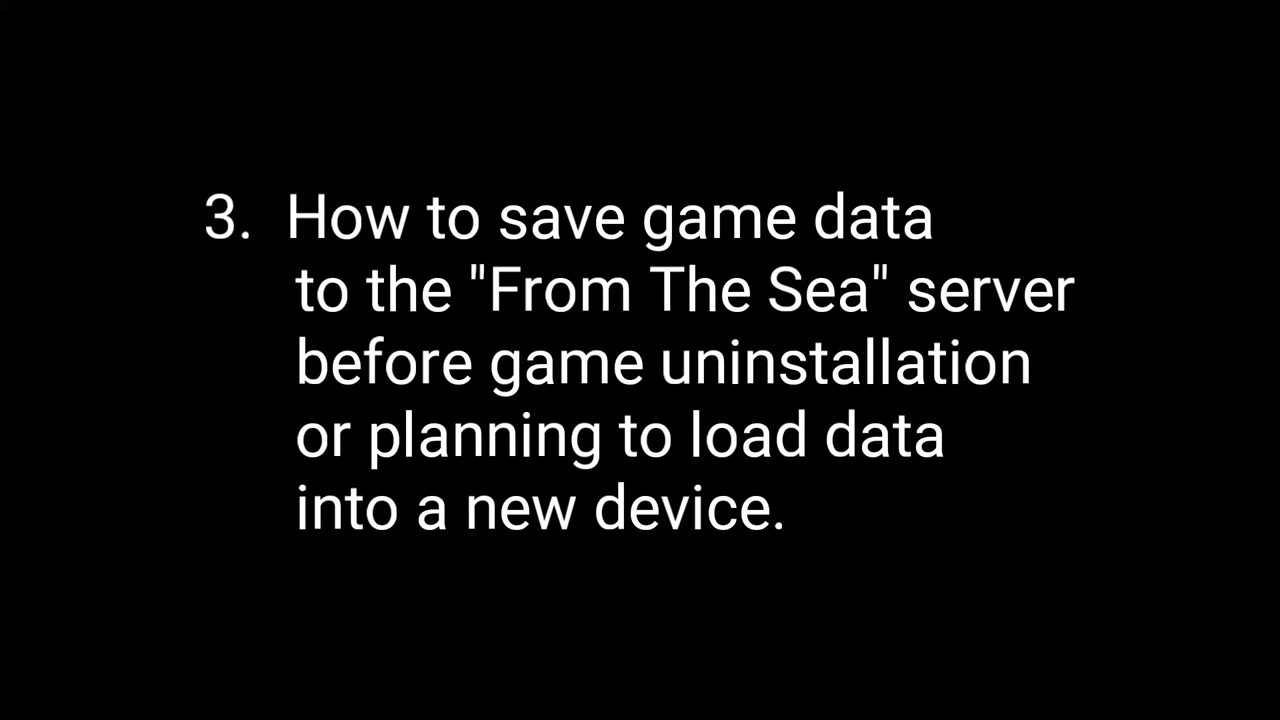 3. How to save game data
to the "From The Sea" server
before game uninstallation
or planning to load data
into a new device.